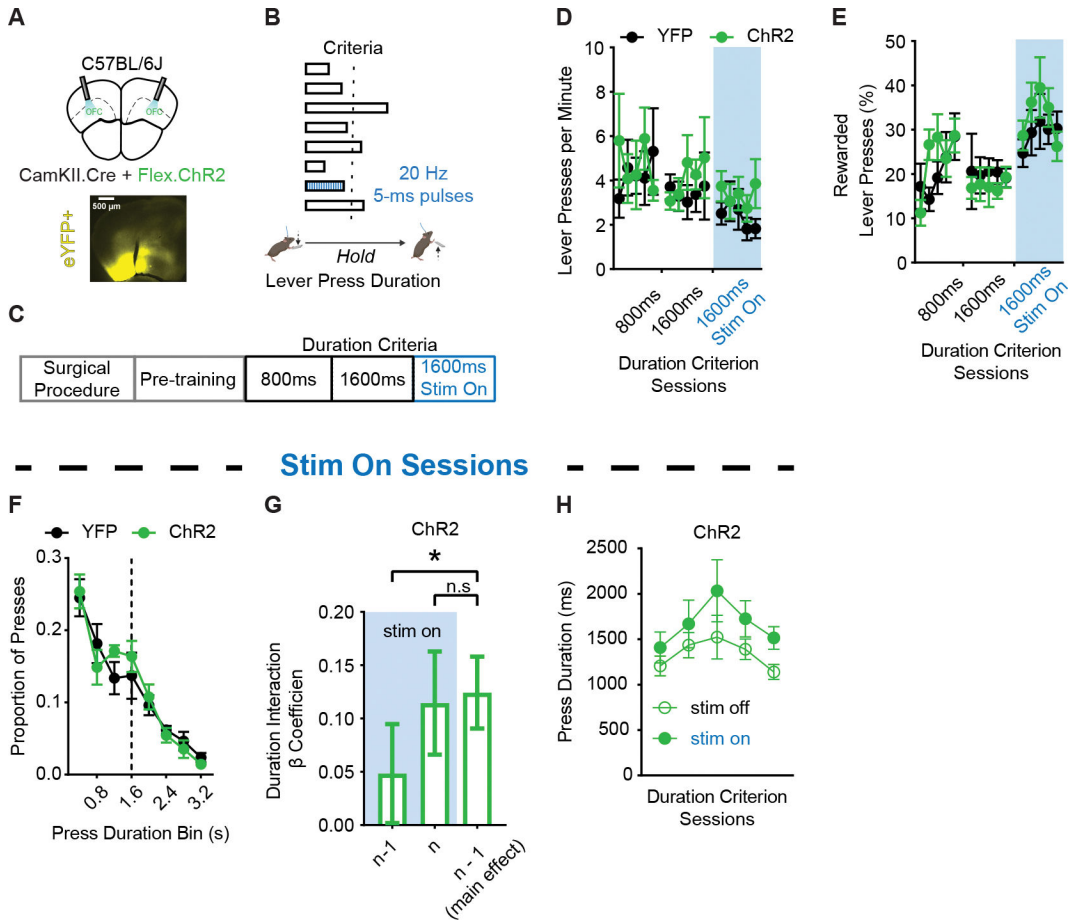 A
C57BL/6J
OFC
OFC
CamKII.Cre + Flex.ChR2
eYFP+
500 µm
B
Criteria
20 Hz
5-ms pulses
Hold
Lever Press Duration
C
Duration Criteria
Surgical
Procedure
Pre-training
800ms
1600ms
1600ms
Stim On
D
YFP
ChR2
Lever Presses per Minute
10
8
6
4
2
0
800ms
1600ms
1600ms
Stim On
Duration Criterion
Sessions
E
Rewarded
Lever Presses (%)
50
40
30
20
10
0
800ms
1600ms
1600ms
Stim On
Duration Criterion
Sessions
Stim On Sessions
F
YFP
ChR2
Proportion of Presses
0.3
0.2
0.1
0.0
0.8
1.6
2.4
3.2
Press Duration Bin (s)
G
ChR2
*
n.s
stim on
Duration Interaction
β Coefficien
0.20
0.15
0.10
0.05
0.00
n-1
n
n - 1
(main effect)
H
ChR2
Press Duration (ms)
2500
2000
1500
1000
500
0
stim off
stim on
Duration Criterion
Sessions